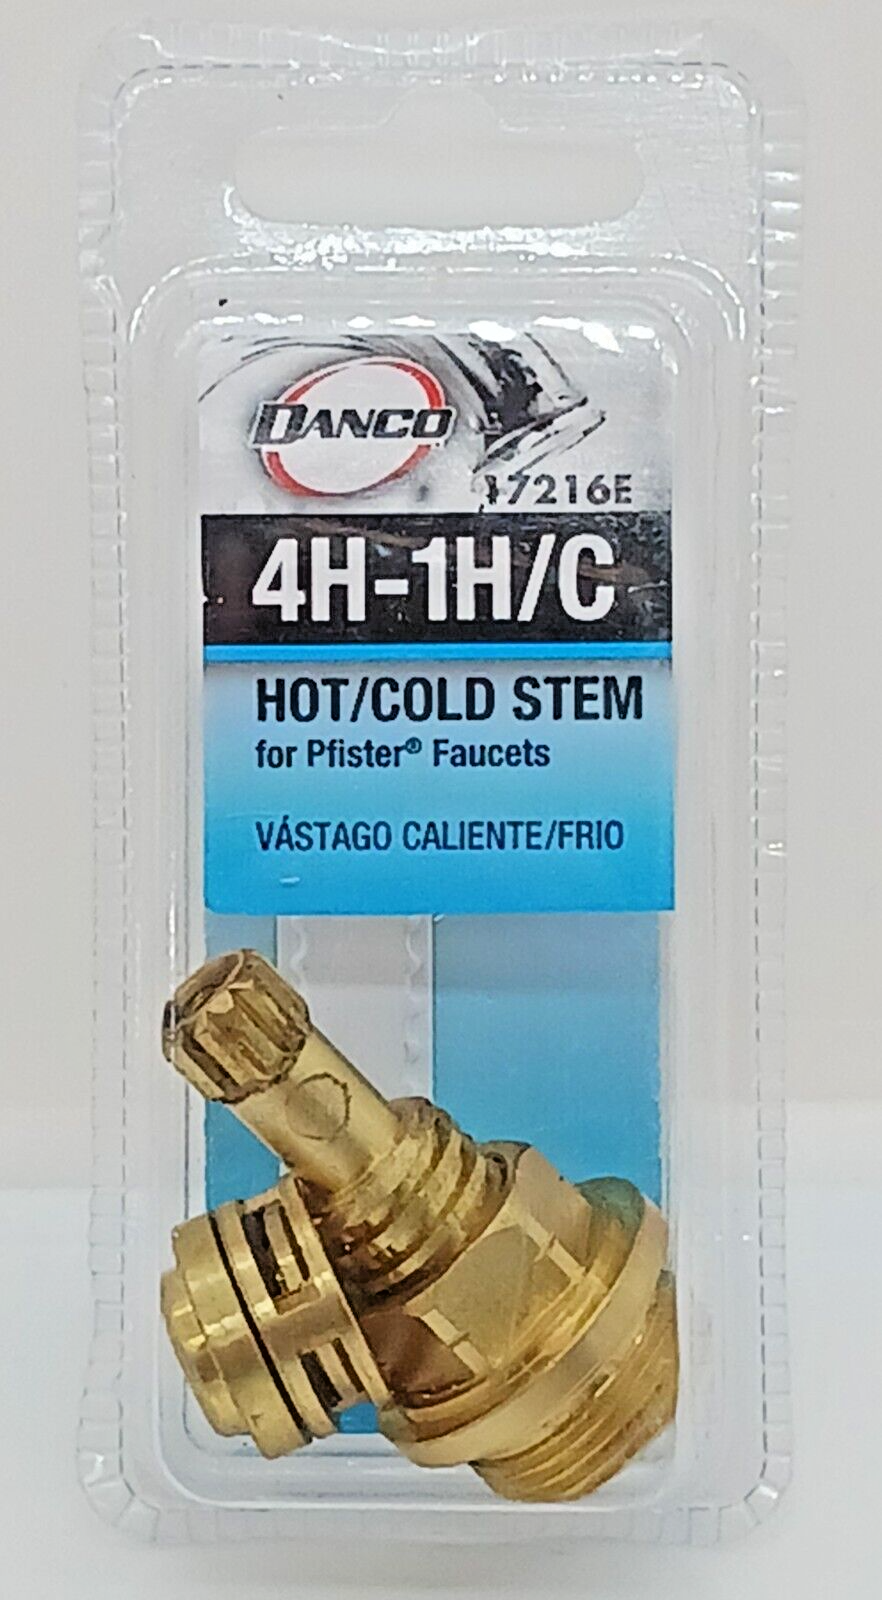 DANCO
17216E
4H-1H/C
HOT/COLD STEM
for Pfister® Faucets
VÁSTAGO CALIENTE/FRIO